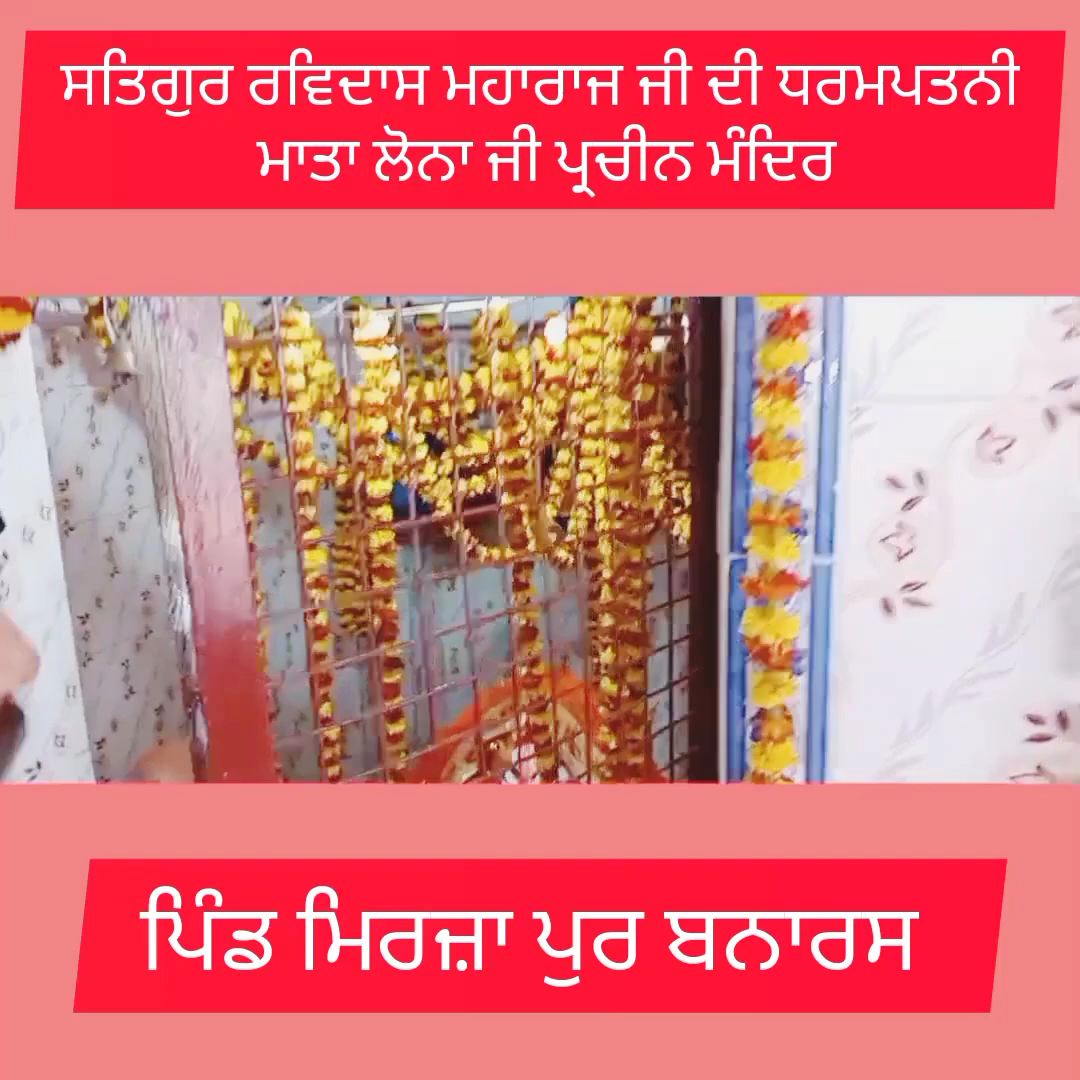 ਸਤਿਗੁਰ ਰਵਿਦਾਸ ਮਹਾਰਾਜ ਜੀ ਦੀ ਧਰਮਪਤਨੀ
ਮਾਤਾ ਲੋਨਾ ਜੀ ਪ੍ਰਚੀਨ ਮੰਦਿਰ
ਪਿੰਡ ਮਿਰਜ਼ਾ ਪੁਰ ਬਨਾਰਸ